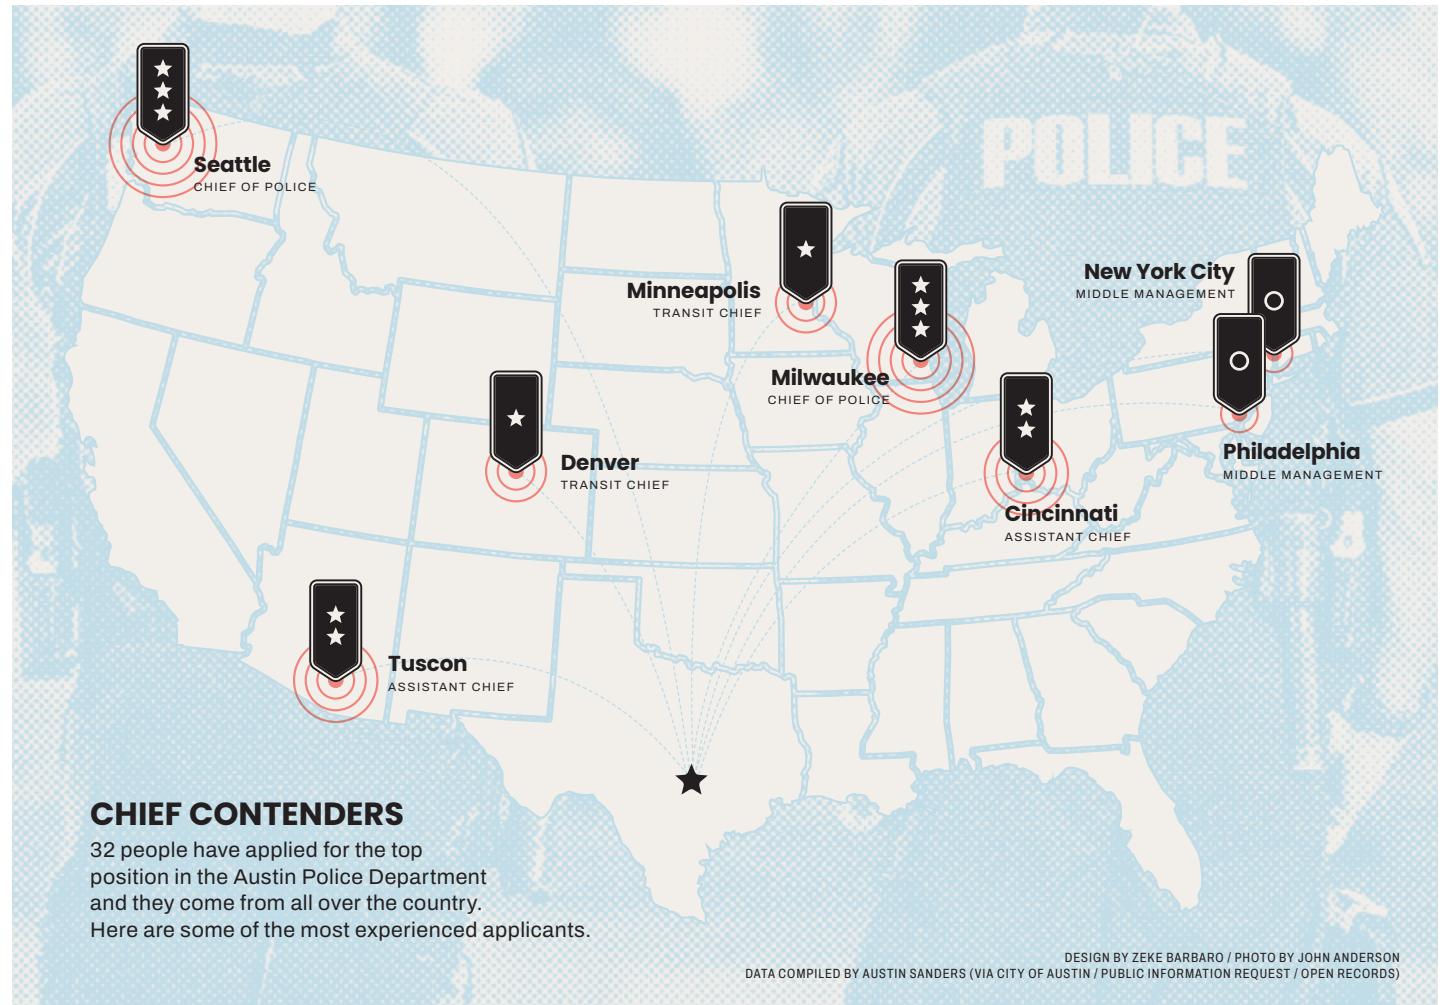 POLICE
Seattle
CHIEF OF POLICE
New York City
MIDDLE MANAGEMENT
Minneapolis
TRANSIT CHIEF
Milwaukee
CHIEF OF POLICE
Denver
TRANSIT CHIEF
Philadelphia
MIDDLE MANAGEMENT
Cincinnati
ASSISTANT CHIEF
Tuscon
ASSISTANT CHIEF
CHIEF CONTENDERS
32 people have applied for the top
position in the Austin Police Department
and they come from all over the country.
Here are some of the most experienced applicants.
DESIGN BY ZEKE BARBARO / PHOTO BY JOHN ANDERSON
DATA COMPILED BY AUSTIN SANDERS (VIA CITY OF AUSTIN / PUBLIC INFORMATION REQUEST / OPEN RECORDS)